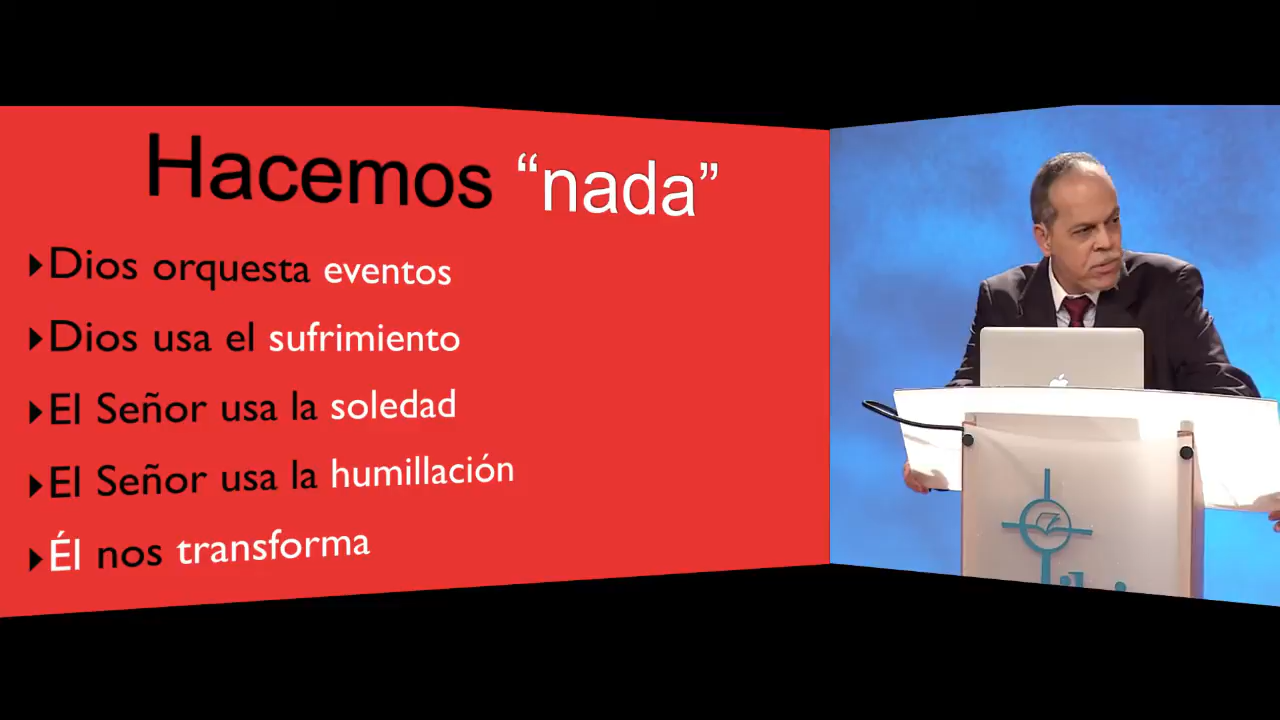 Hacemos “nada”
Dios orquesta eventos
Dios usa el sufrimiento
El Señor usa la soledad
El Señor usa la humillación
Él nos transforma